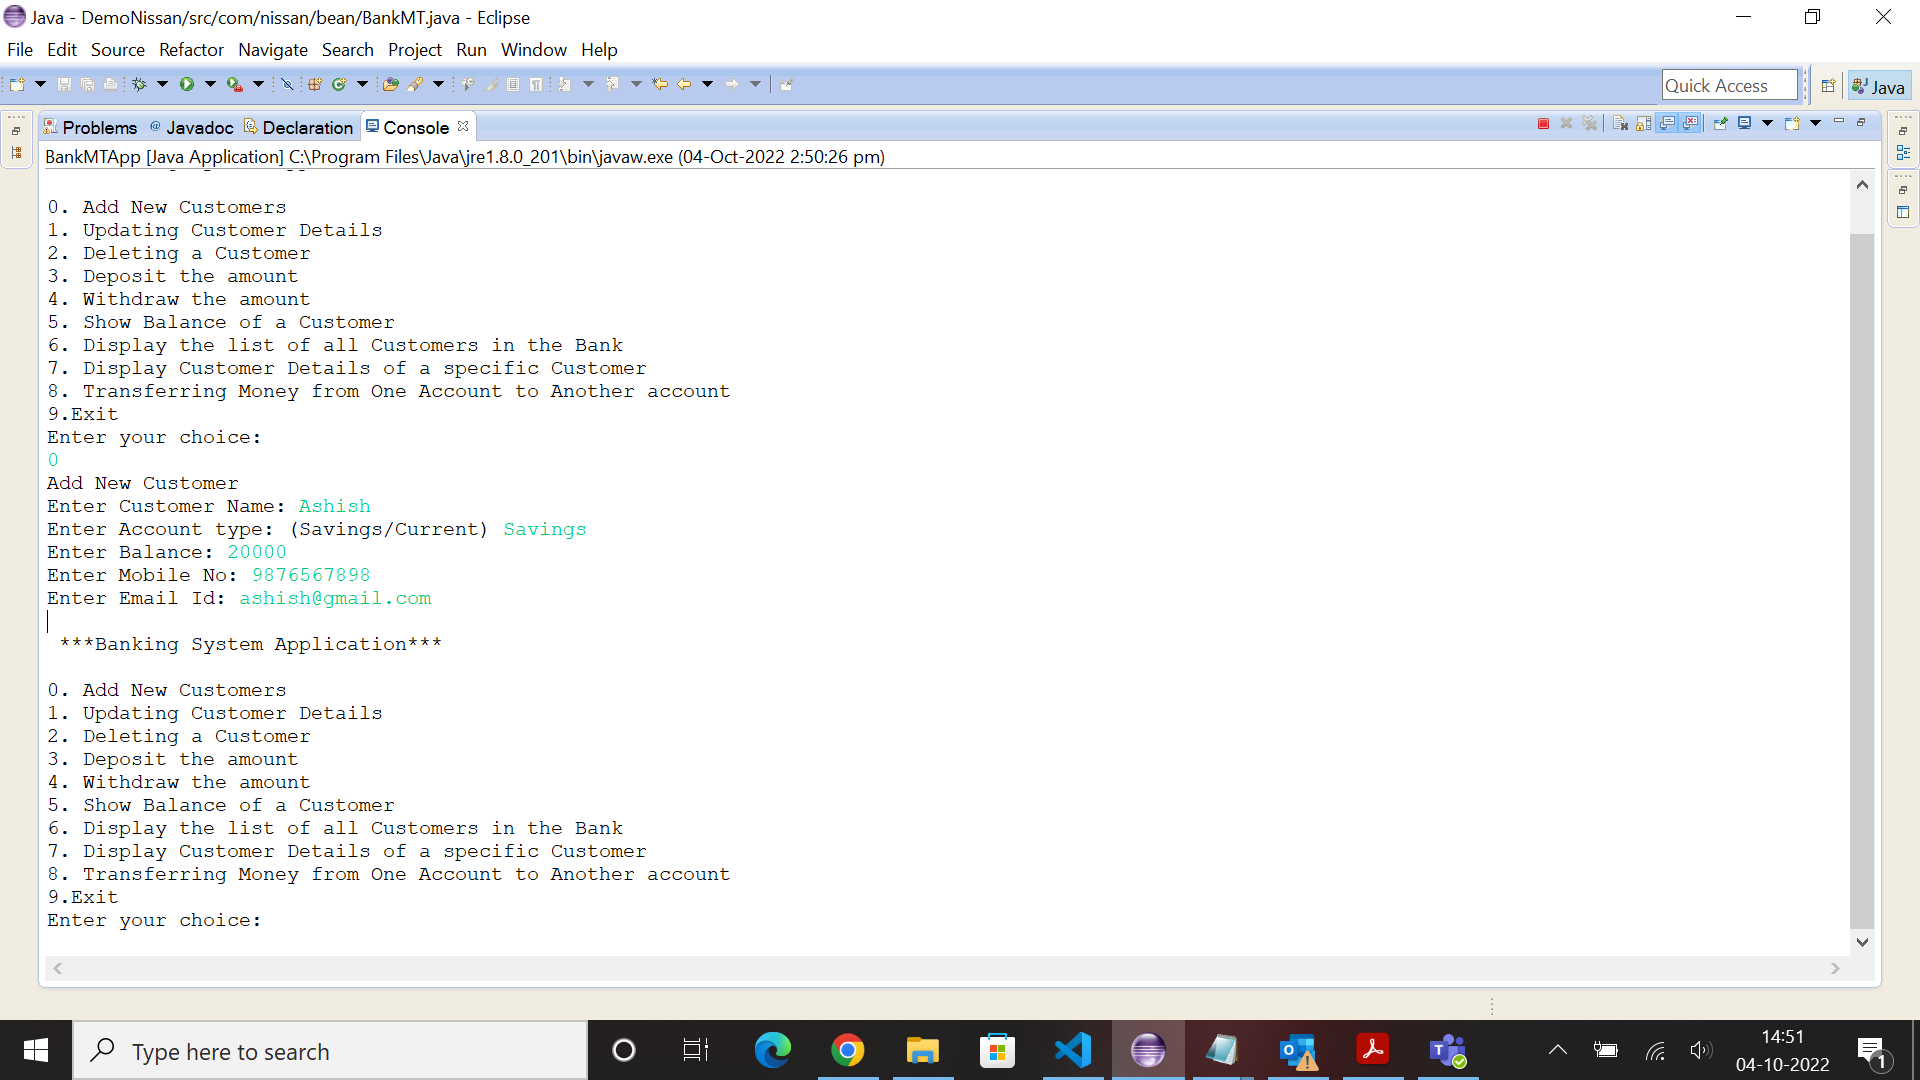 Java - DemoNissan/src/com/nissan/bean/BankMT.java - Eclipse
File Edit Source Refactor Navigate Search Project Run Window Help
Quick Access
Java
Problems @ Javadoc Declaration Console
BankMTApp [Java Application] C:\Program Files\Java\jre1.8.0_201\bin\javaw.exe (04-Oct-2022 2:50:26 pm)
0. Add New Customers
1. Updating Customer Details
2. Deleting a Customer
3. Deposit the amount
4. Withdraw the amount
5. Show Balance of a Customer
6. Display the list of all Customers in the Bank
7. Display Customer Details of a specific Customer
8. Transferring Money from One Account to Another account
9.Exit
Enter your choice:
0
Add New Customer
Enter Customer Name: Ashish
Enter Account type: (Savings/Current) Savings
Enter Balance: 20000
Enter Mobile No: 9876567898
Enter Email Id: ashish@gmail.com
***Banking System Application***
0. Add New Customers
1. Updating Customer Details
2. Deleting a Customer
3. Deposit the amount
4. Withdraw the amount
5. Show Balance of a Customer
6. Display the list of all Customers in the Bank
7. Display Customer Details of a specific Customer
8. Transferring Money from One Account to Another account
9.Exit
Enter your choice:
Type here to search
14:51
04-10-2022
1